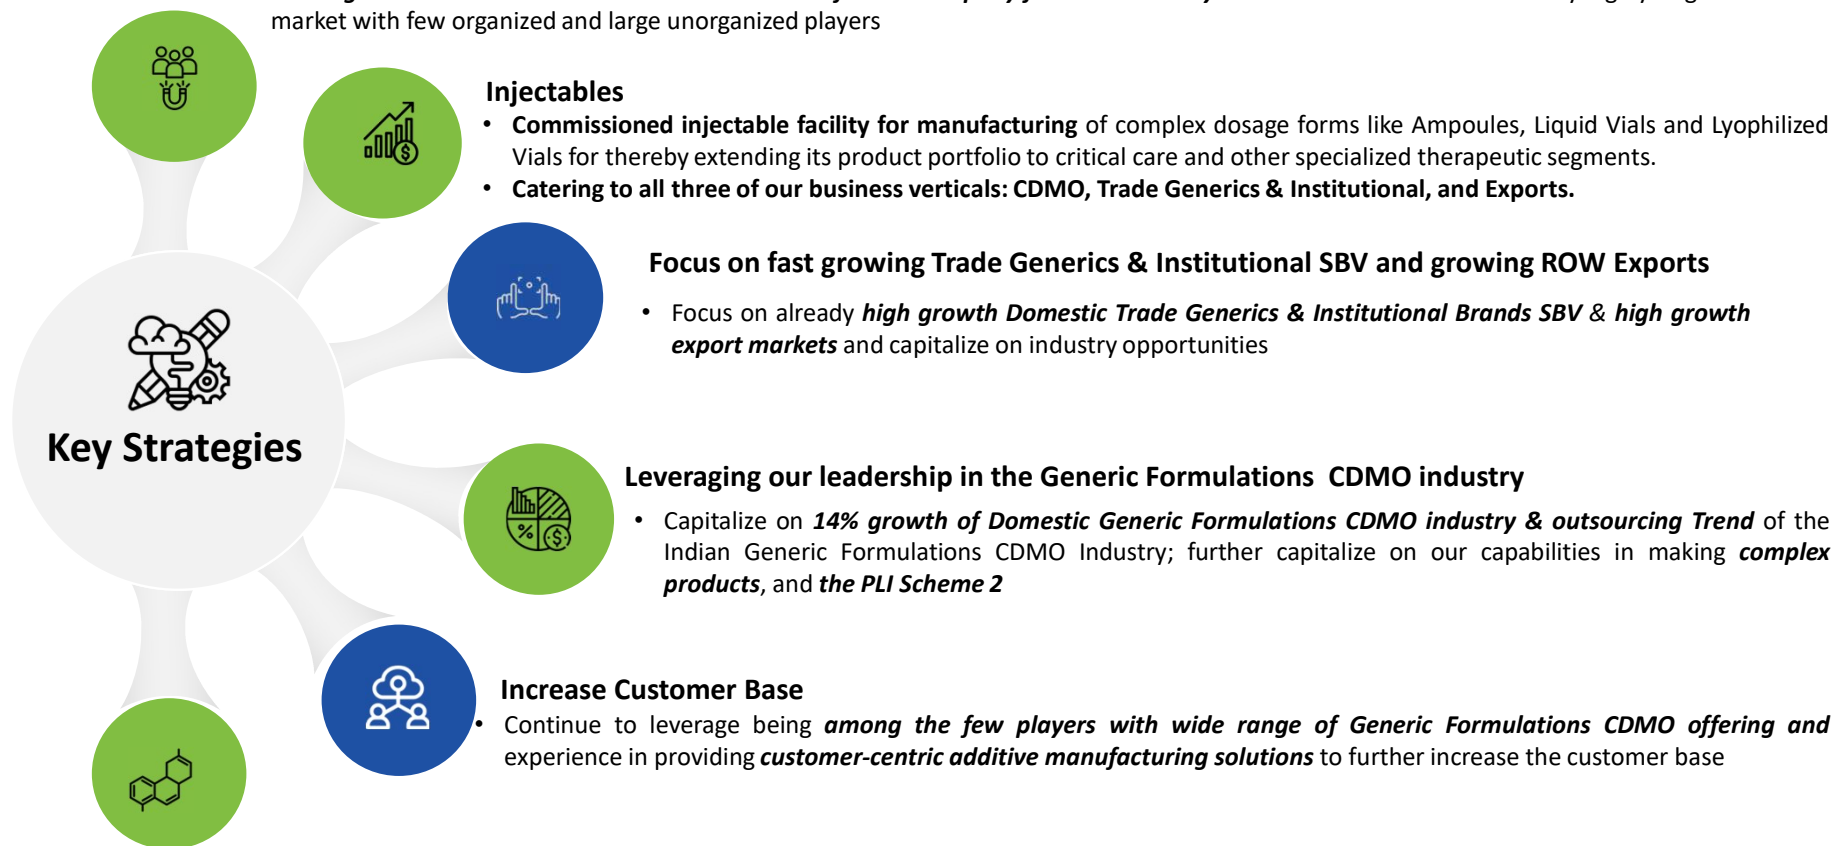 market with few organized and large unorganized players
Injectables
• Commissioned injectable facility for manufacturing of complex dosage forms like Ampoules, Liquid Vials and Lyophilized
Vials for thereby extending its product portfolio to critical care and other specialized therapeutic segments.
• Catering to all three of our business verticals: CDMO, Trade Generics & Institutional, and Exports.
Focus on fast growing Trade Generics & Institutional SBV and growing ROW Exports
• Focus on already high growth Domestic Trade Generics & Institutional Brands SBV & high growth
export markets and capitalize on industry opportunities
Key Strategies
Leveraging our leadership in the Generic Formulations CDMO industry
• Capitalize on 14% growth of Domestic Generic Formulations CDMO industry & outsourcing Trend of the
Indian Generic Formulations CDMO Industry; further capitalize on our capabilities in making complex
products, and the PLI Scheme 2
Increase Customer Base
• Continue to leverage being among the few players with wide range of Generic Formulations CDMO offering and
experience in providing customer-centric additive manufacturing solutions to further increase the customer base